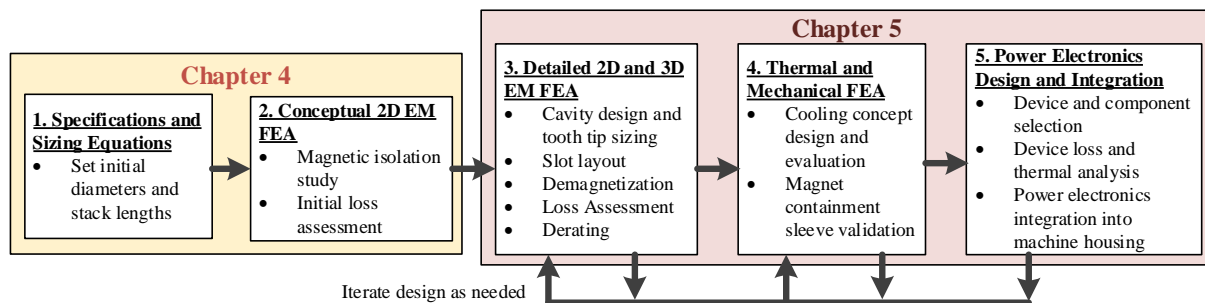 Chapter 4
1. Specifications and
Sizing Equations
• Set initial
diameters and
stack lengths
2. Conceptual 2D EM
FEA
• Magnetic isolation
study
• Initial loss
assessment
Chapter 5
3. Detailed 2D and 3D
EM FEA
• Cavity design and
tooth tip sizing
• Slot layout
• Demagnetization
• Loss Assessment
• Derating
4. Thermal and
Mechanical FEA
• Cooling concept
design and
evaluation
• Magnet
containment
sleeve validation
5. Power Electronics
Design and Integration
• Device and component
selection
• Device loss and
thermal analysis
• Power electronics
integration into
machine housing
Iterate design as needed